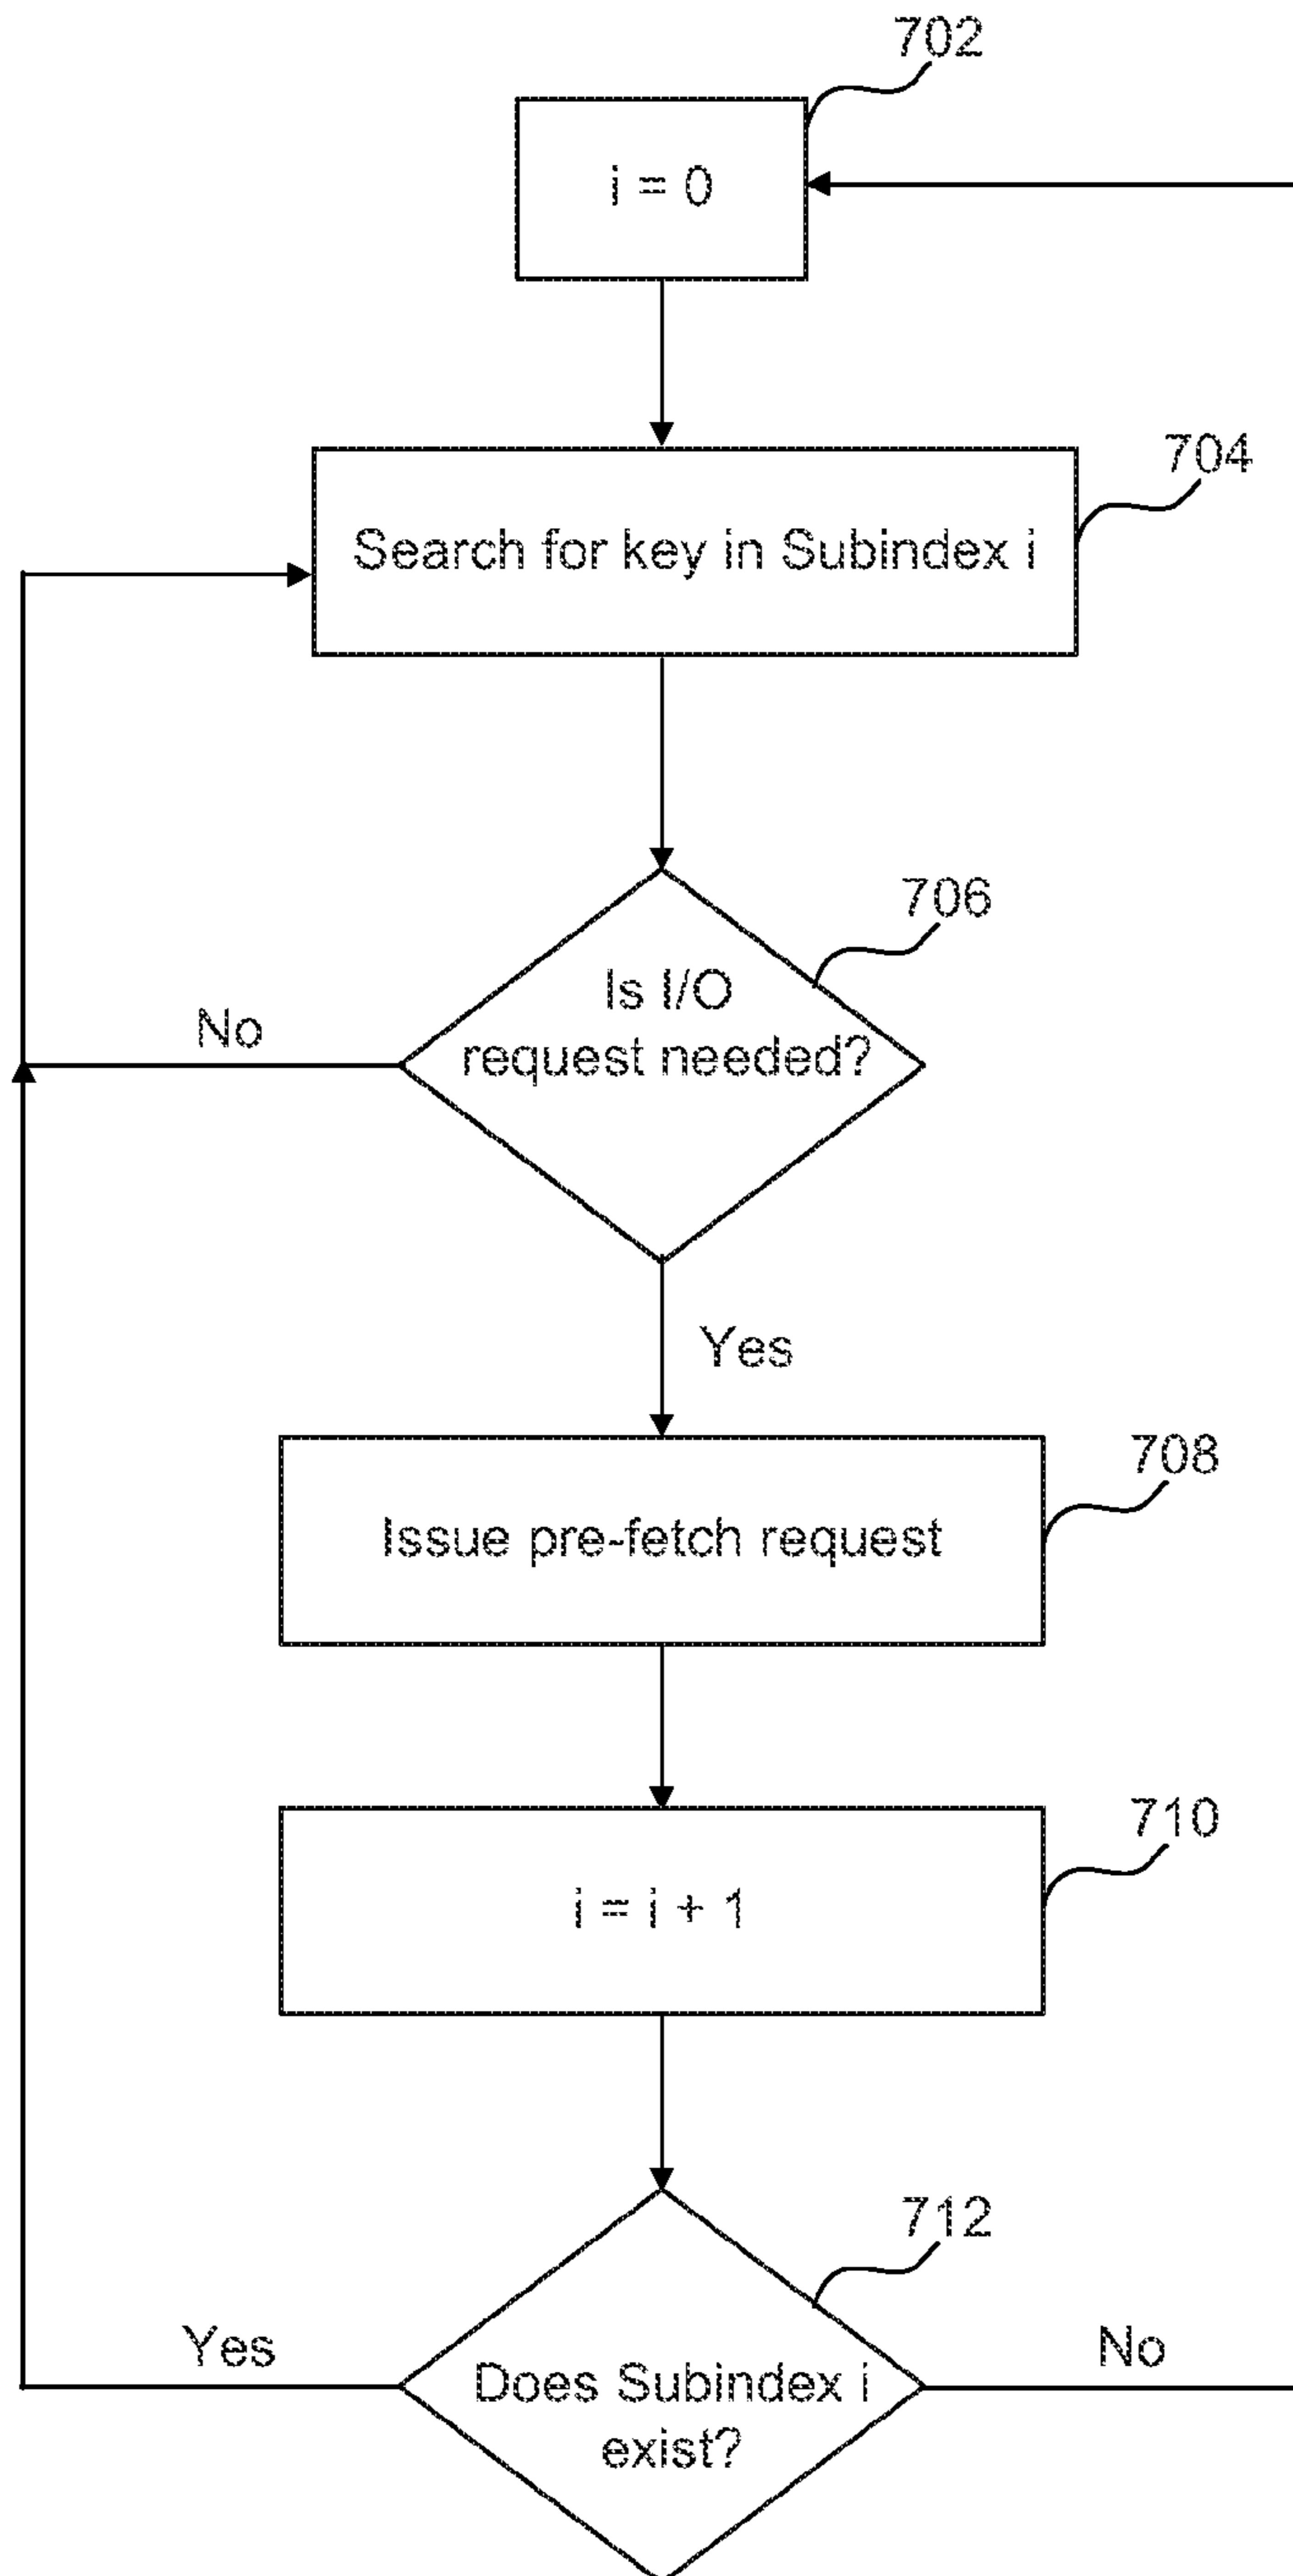 702
i = 0
704
Search for key in Subindex i
706
Is I/O
request needed?
No
Yes
708
Issue pre-fetch request
710
i = i + 1
712
Yes
No
Does Subindex i
exist?